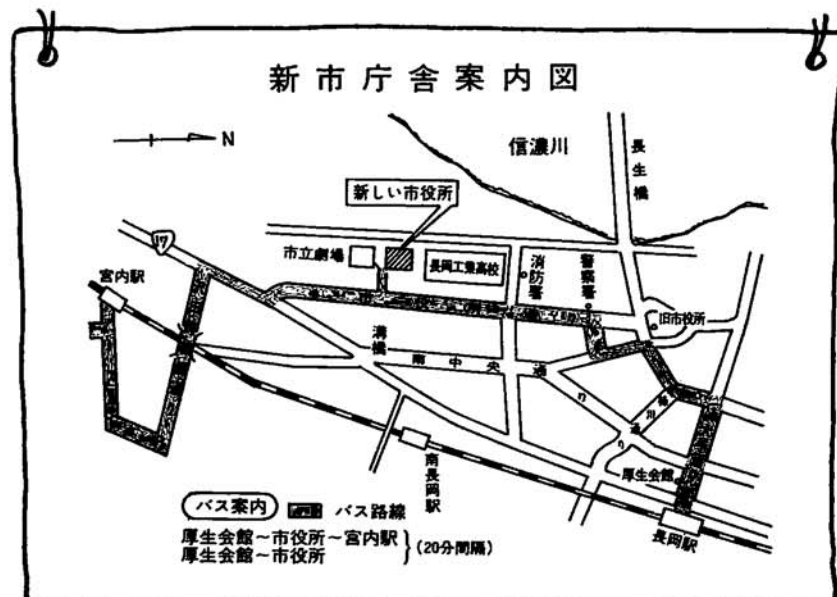 新市庁舎案内図
N
信濃川
長生橋
新しい市役所
17
市立劇場
長岡工業高校
消防署
警察署
宮内駅
旧市役所
溝橋
南中央通り
厚生会館
南長岡駅
長岡駅
バス案内 バス路線
厚生会館～市役所～宮内駅
厚生会館～市役所
(20分間隔)